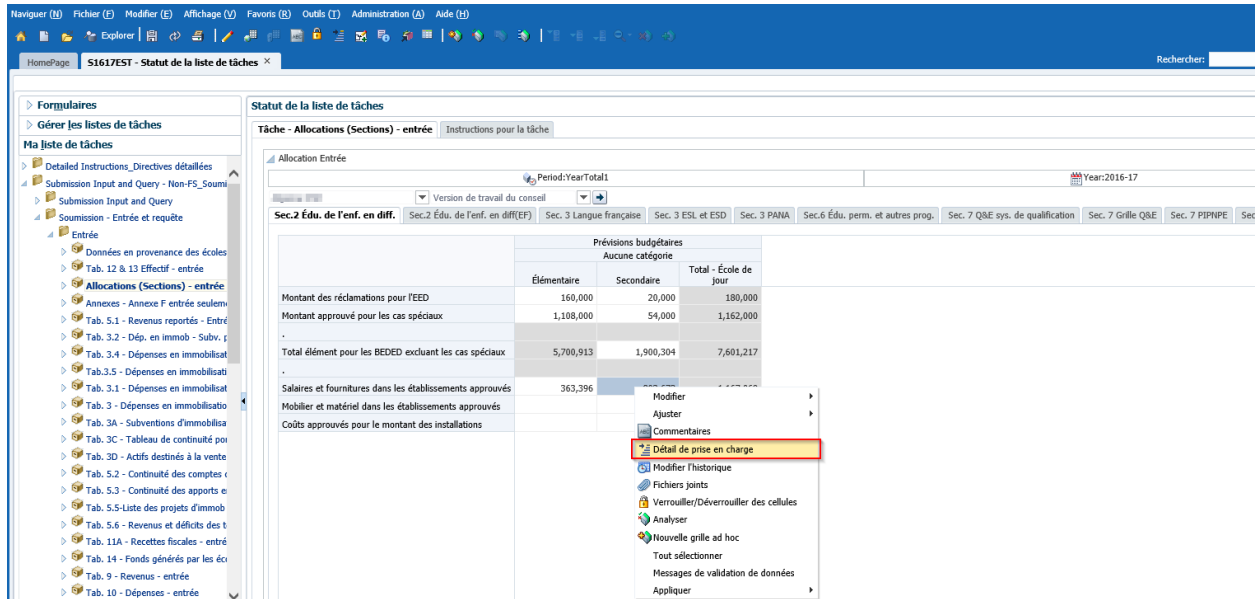 Naviguer (N) Fichier (F) Modifier (E) Affichage (V) Favoris (R) Outils (T) Administration (A) Aide (H)
Explorer
HomePage S1617EST - Statut de la liste de tâches × Rechercher:
Formulaires
Gérer les listes de tâches
Ma liste de tâches
Detailed Instructions_Directives détaillées
Submission Input and Query - Non-FS_Soumi
Submission Input and Query
Soumission - Entrée et requête
Entrée
Données en provenance des écoles
Tab. 12 & 13 Effectif - entrée
Allocations (Sections) - entrée
Annexes - Annexe F entrée seulem
Tab. 5.1 - Revenus reportés - Entré
Tab. 3.2 - Dép. en immob - Subv. p
Tab. 3.4 - Dépenses en immobilisat
Tab.3.5 - Dépenses en immobilisati
Tab. 3.1 - Dépenses en immobilisat
Tab. 3 - Dépenses en immobilisatio
Tab. 3A - Subventions d'immobilisa
Tab. 3C - Tableau de continuité po
Tab. 3D - Actifs destinés à la vente
Tab. 5.2 - Continuité des comptes
Tab. 5.3 - Continuité des apports e
Tab. 5.5-Liste des projets d'immob
Tab. 5.6 - Revenus et déficits des t
Tab. 11A - Recettes fiscales - entré
Tab. 14 - Fonds générés par les éc
Tab. 9 - Revenus - entrée
Tab. 10 - Dépenses - entrée
Statut de la liste de tâches
Tâche - Allocations (Sections) - entrée Instructions pour la tâche
Allocation Entrée
Period:YearTotal1 Year:2016-17
Version de travail du conseil
Sec.2 Édu. de l'enf. en diff. Sec.2 Édu. de l'enf. en diff(EF) Sec. 3 Langue française Sec. 3 ESL et ESD Sec. 3 PANA Sec.6 Édu. perm. et autres prog. Sec. 7 Q&E sys. de qualification Sec. 7 Grille Q&E Sec. 7 PIPNPE Sec
Prévisions budgétaires
Aucune catégorie
Élémentaire Secondaire Total - École de jour
Montant des réclamations pour l'EED 160,000 20,000 180,000
Montant approuvé pour les cas spéciaux 1,108,000 54,000 1,162,000
.
Total élément pour les BEDED excluant les cas spéciaux 5,700,913 1,900,304 7,601,217
.
Salaires et fournitures dans les établissements approuvés 363,396
Mobilier et matériel dans les établissements approuvés
Coûts approuvés pour le montant des installations
Modifier
Ajuster
Commentaires
Détail de prise en charge
Modifier l'historique
Fichiers joints
Verrouiller/Déverrouiller des cellules
Analyser
Nouvelle grille ad hoc
Tout sélectionner
Messages de validation de données
Appliquer